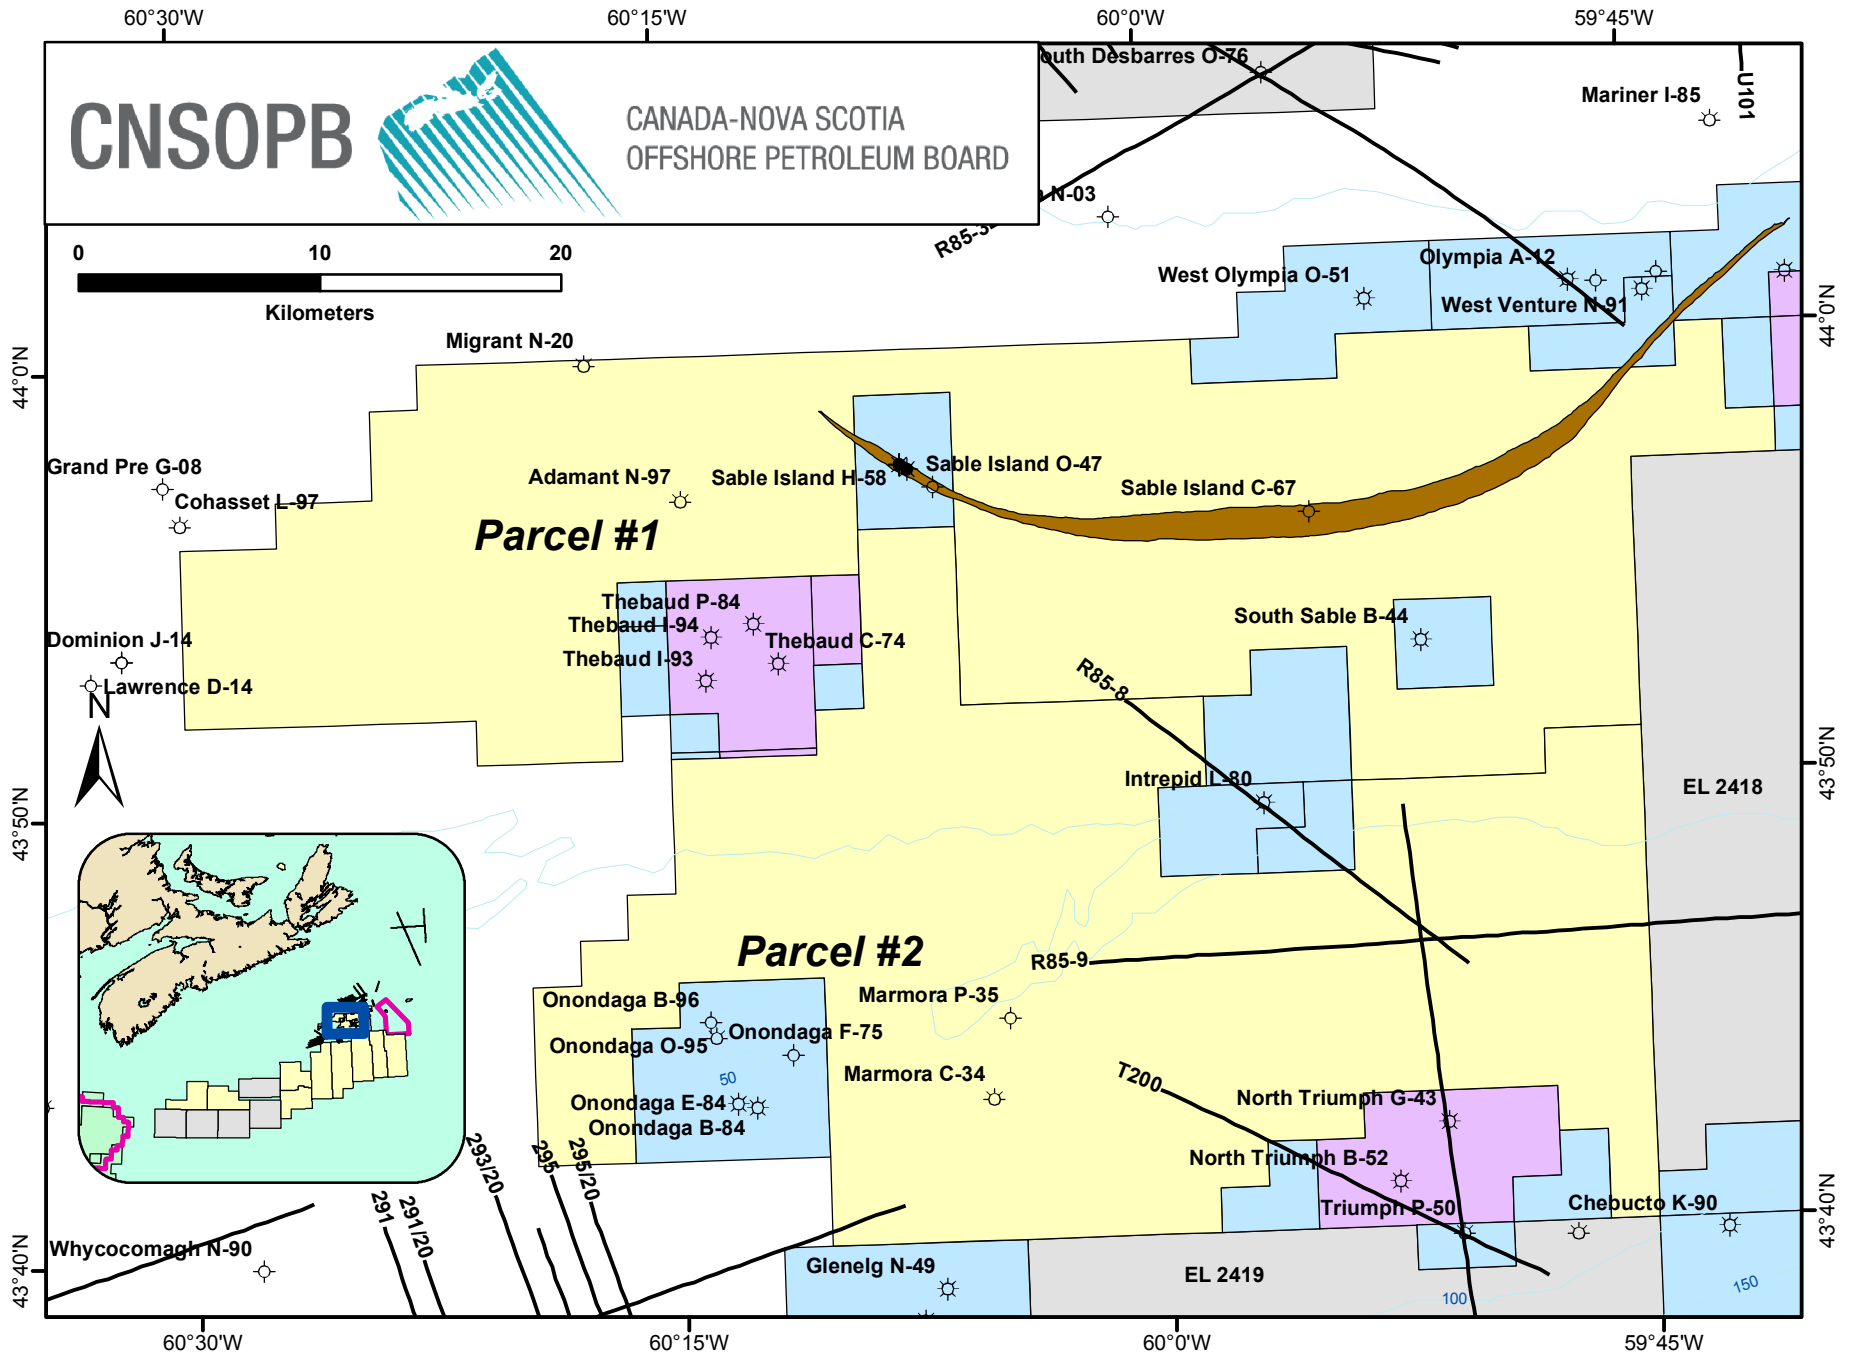 60°30'W
60°15'W
60°0'W
59°45'W
CNSOPB
CANADA-NOVA SCOTIA
OFFSHORE PETROLEUM BOARD
outh Desbarres O-76
Mariner I-85
U101
N-03
0
10
20
Kilometers
West Olympia O-51
Olympia A-12
West Venture N-91
44°0'N
44°0'N
Migrant N-20
Grand Pre G-08
Cohasset L-97
Adamant N-97
Sable Island H-58
Sable Island O-47
Sable Island C-67
Parcel #1
Thebaud P-84
Thebaud I-94
Thebaud C-74
Thebaud I-93
South Sable B-44
Dominion J-14
Lawrence D-14
N
R85-8
Intrepid L-80
EL 2418
43°50'N
43°50'N
Parcel #2
R85-9
Onondaga B-96
Onondaga F-75
Onondaga O-95
Marmora P-35
50
Marmora C-34
Onondaga E-84
Onondaga B-84
T200
North Triumph G-43
North Triumph B-52
Triumph P-50
Chebucto K-90
293/20
295
295/20
291
291/20
Whycocomagh N-90
Glenelg N-49
EL 2419
100
150
43°40'N
43°40'N
60°30'W
60°15'W
60°0'W
59°45'W